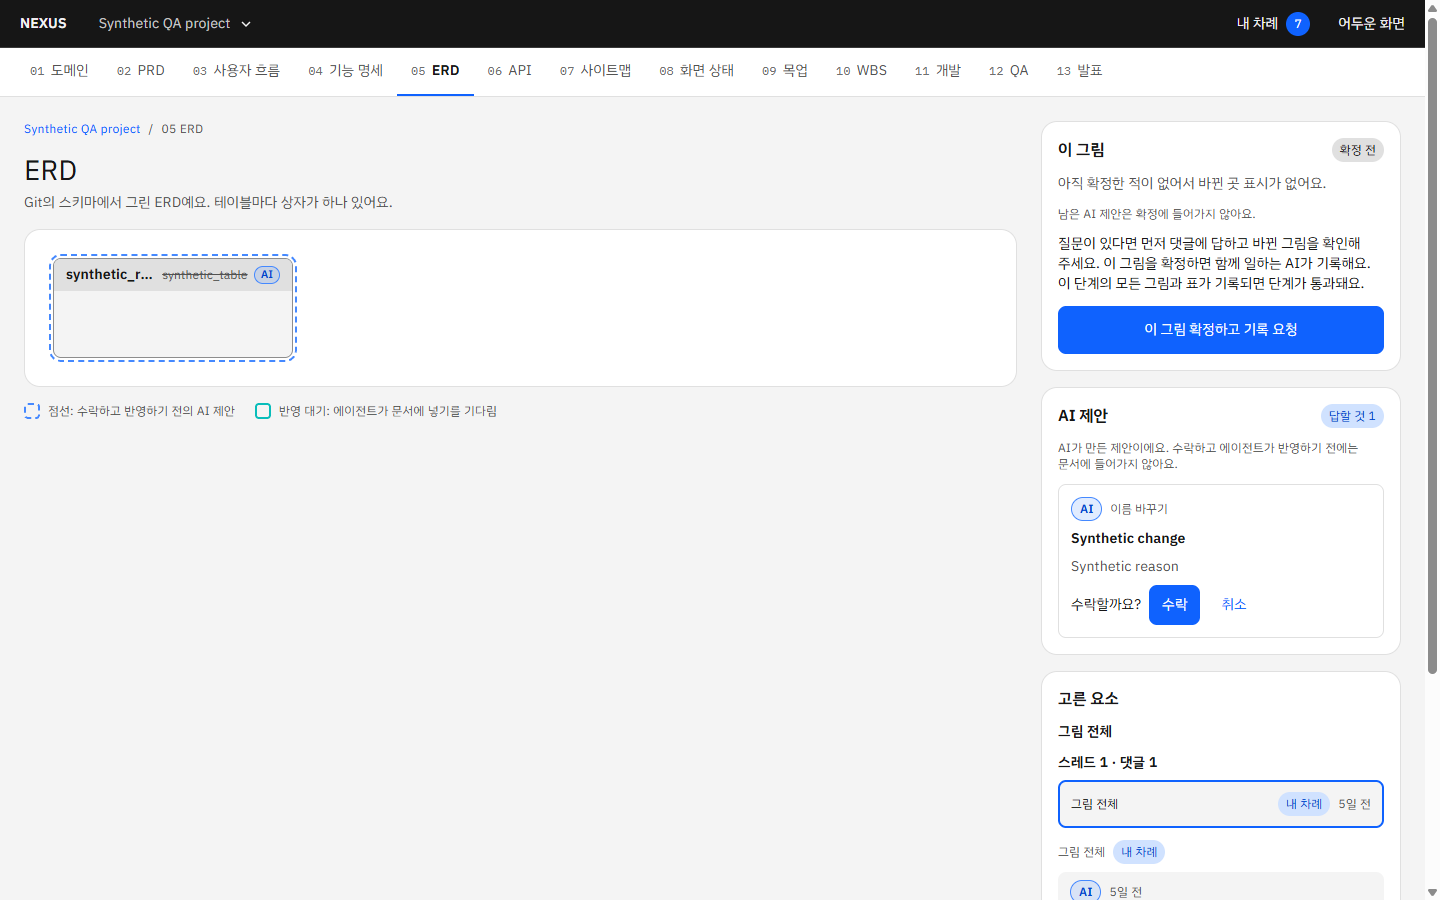 NEXUS
Synthetic QA project
내 차례 7
어두운 화면
01 도메인
02 PRD
03 사용자 흐름
04 기능 명세
05 ERD
06 API
07 사이트맵
08 화면 상태
09 목업
10 WBS
11 개발
12 QA
13 발표
Synthetic QA project / 05 ERD
ERD
Git의 스키마에서 그린 ERD예요. 테이블마다 상자가 하나 있어요.
synthetic_r... synthetic_table AI
점선: 수락하고 반영하기 전의 AI 제안
반영 대기: 에이전트가 문서에 넣기를 기다림
이 그림
확정 전
아직 확정한 적이 없어서 바뀐 곳 표시가 없어요.
남은 AI 제안은 확정에 들어가지 않아요.
질문이 있다면 먼저 댓글에 답하고 바뀐 그림을 확인해
주세요. 이 그림을 확정하면 함께 일하는 AI가 기록해요.
이 단계의 모든 그림과 표가 기록되면 단계가 통과돼요.
이 그림 확정하고 기록 요청
AI 제안
답할 것 1
AI가 만든 제안이에요. 수락하고 에이전트가 반영하기 전에는
문서에 들어가지 않아요.
AI 이름 바꾸기
Synthetic change
Synthetic reason
수락할까요? 수락 취소
고른 요소
그림 전체
스레드 1 · 댓글 1
그림 전체 내 차례 5일 전
그림 전체 내 차례
AI 5일 전